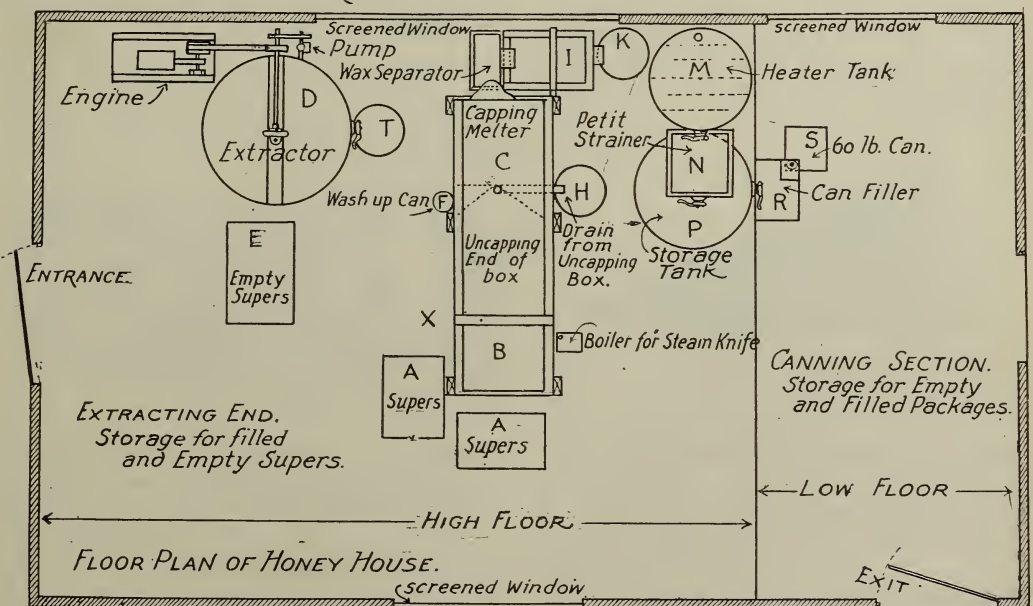 screened Window
screened Window
Pump
Wax Separator
Engine
I
K
M
Heater Tank
D
Extractor
T
Capping
Melter
C
Petit
Strainer
N
S
60 lb. Can.
Can Filler
R
Wash up Can
F
H
Drain
from
Uncapping
Box.
P
Storage
Tank
E
Empty
Supers
Uncapping
End of
box
ENTRANCE.
X
B
Boiler for Steam Knife
A
Supers
A
Supers
CANNING SECTION.
Storage for Empty
and Filled Packages.
EXTRACTING END.
Storage for filled
and Empty Supers.
LOW FLOOR
HIGH FLOOR.
FLOOR PLAN OF HONEY HOUSE.
screened Window
EXIT